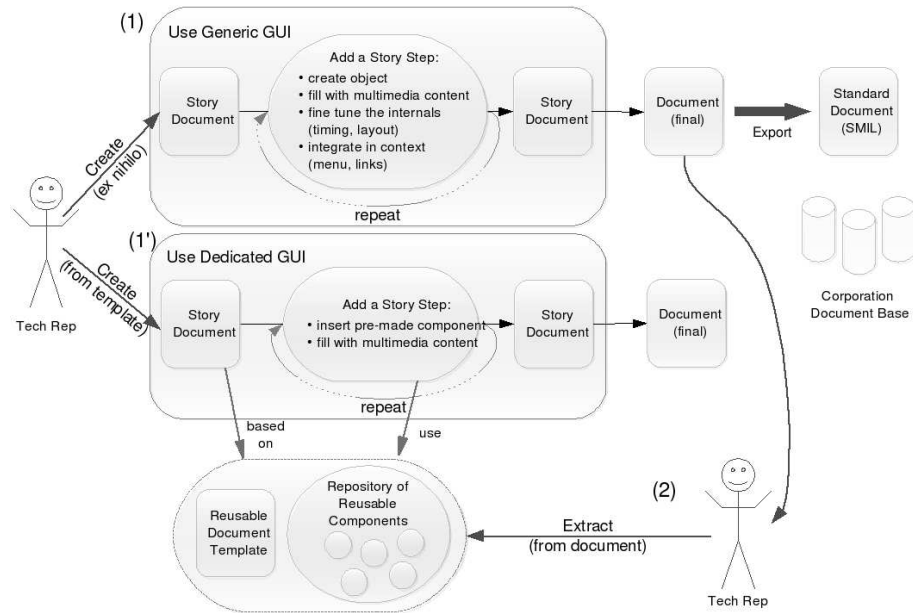 (1)
Use Generic GUI
Add a Story Step:
• create object
• fill with multimedia content
• fine tune the internals
(timing, layout)
• integrate in context
(menu, links)
Story
Document
Story
Document
Document
(final)
Export
Standard
Document
(SMIL)
Create
(ex nihilo)
repeat
Tech Rep
Create
(from template)
(1')
Use Dedicated GUI
Add a Story Step:
• insert pre-made component
• fill with multimedia content
Story
Document
Story
Document
Document
(final)
repeat
Corporation
Document Base
based
on
use
Reusable
Document
Template
Repository of
Reusable
Components
(2)
Extract
(from document)
Tech Rep